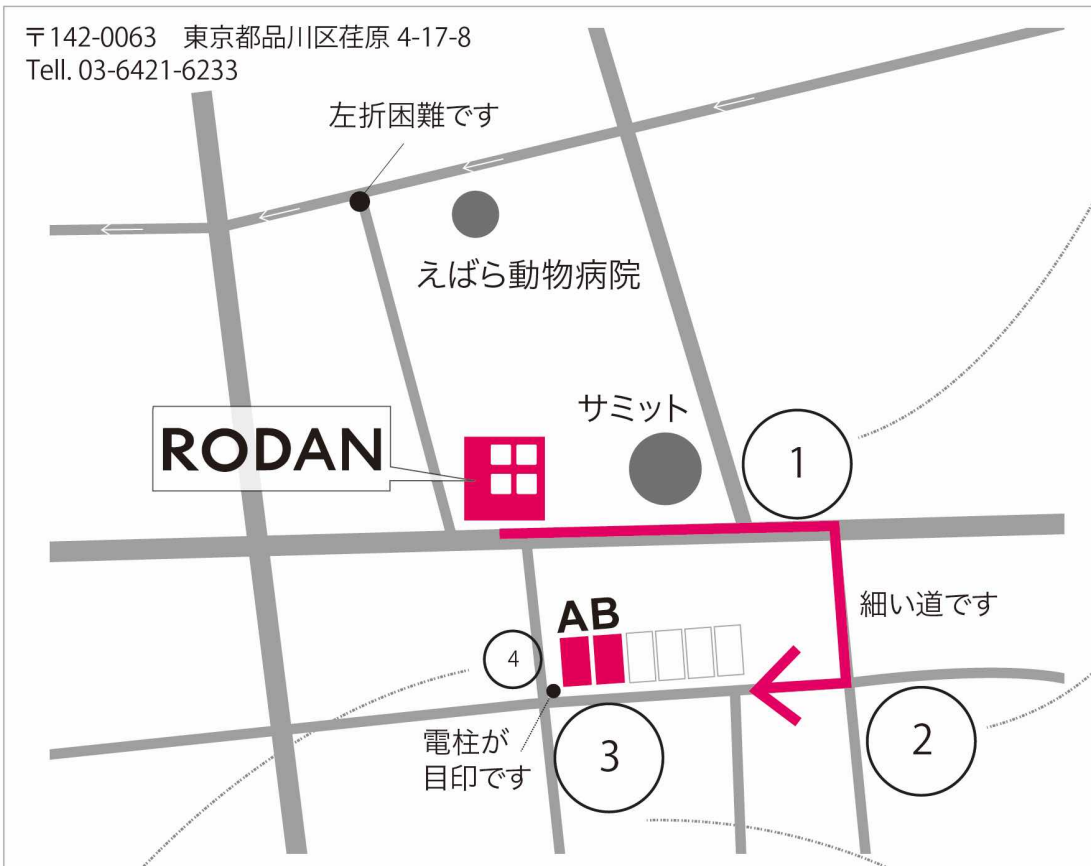 〒142-0063　東京都品川区荏原 4-17-8
Tell. 03-6421-6233
左折困難です
えばら動物病院
サミット
RODAN
1
細い道です
AB
4
電柱が
目印です
3
2